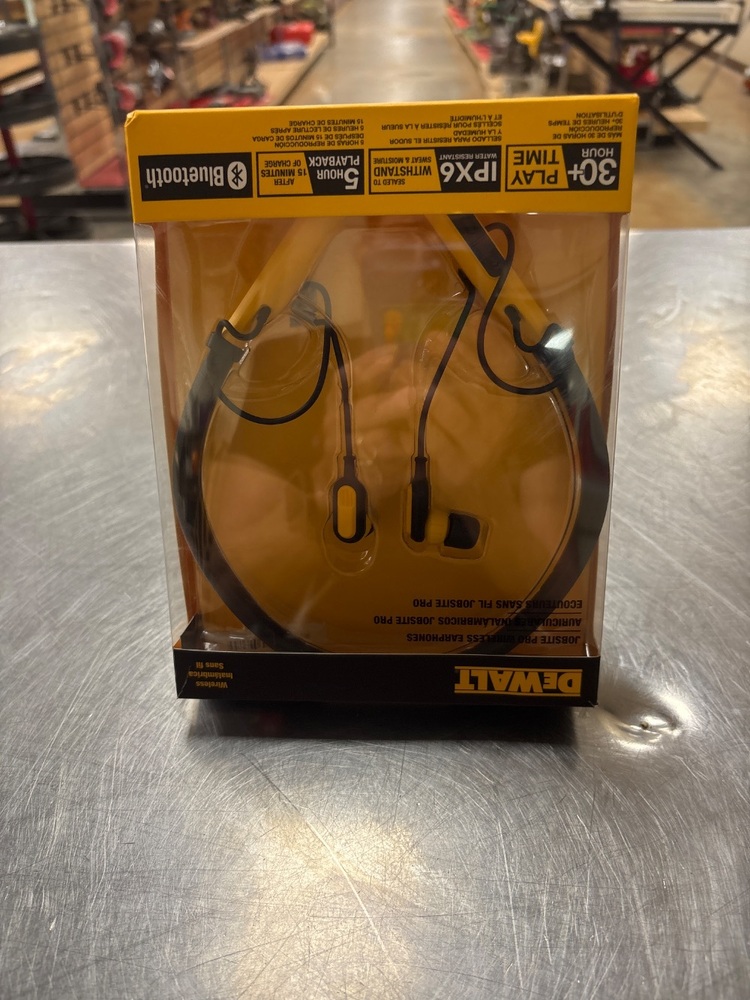 DEWALT
Wireless
Inalámbrica
Sans fil
JOBSITE PRO WIRELESS EARPHONES
AURICULARES INALÁMBRICOS JOBSITE PRO
ÉCOUTEURS SANS FIL JOBSITE PRO
30+ HOUR
PLAY
TIME
IPX6
WATER RESISTANT
SEALED TO
WITHSTAND
SWEAT & MOISTURE
5 HOUR
PLAYBACK
AFTER
15 MINUTES
OF CHARGE
Bluetooth
MÁS DE 30 HORAS DE
REPRODUCCIÓN
30+ HEURES DE TEMPS
D'UTILISATION
SELLADO PARA RESISTIR EL SUDOR
Y LA HUMEDAD
SCELLÉS POUR RÉSISTER À LA SUEUR
ET L'HUMIDITÉ
5 HORAS DE REPRODUCCIÓN
DESPUÉS DE 15 MINUTOS DE CARGA
5 HEURES DE LECTURE APRÈS
15 MINUTES DE CHARGE